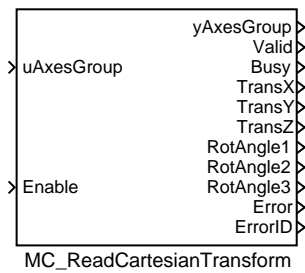 yAxesGroup
Valid
uAxesGroup
Busy
TransX
TransY
TransZ
RotAngle1
RotAngle2
Enable
RotAngle3
Error
ErrorID
MC_ReadCartesianTransform